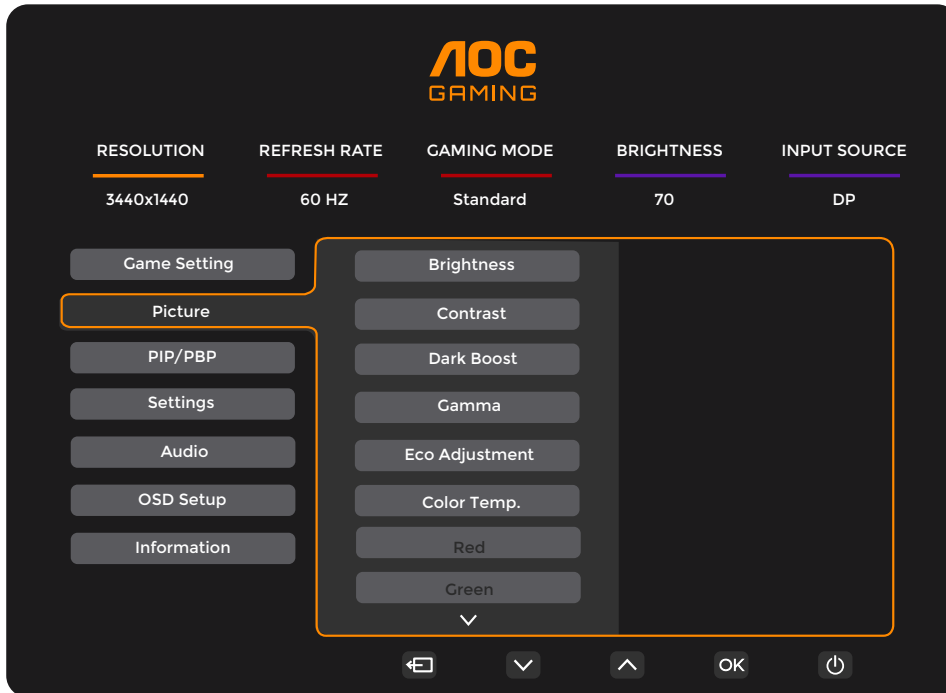 AOC
GAMING
RESOLUTION REFRESH RATE GAMING MODE BRIGHTNESS INPUT SOURCE
3440x1440 60 HZ Standard 70 DP
Game Setting
Picture
PIP/PBP
Settings
Audio
OSD Setup
Information
Brightness
Contrast
Dark Boost
Gamma
Eco Adjustment
Color Temp.
Red
Green
OK